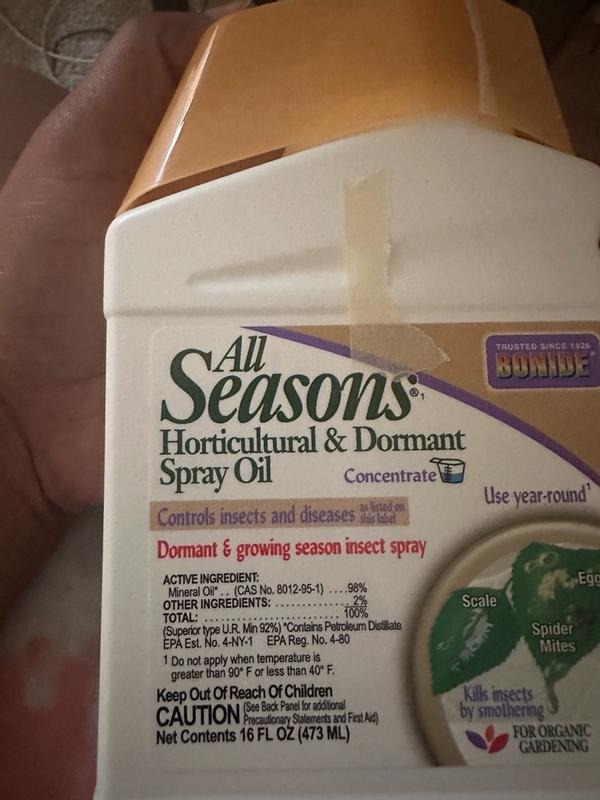 TRUSTED SINCE 1926
BONIDE®
All
Seasons®1
Horticultural & Dormant
Spray Oil
Concentrate
Use year-round¹
Controls insects and diseases as listed on
this label
Dormant & growing season insect spray
ACTIVE INGREDIENT:
Mineral Oil* . . (CAS No. 8012-95-1) ....98%
OTHER INGREDIENTS: ............... 2%
TOTAL: ........................... 100%
(Superior type U.R. Min 92%) *Contains Petroleum Distillate
EPA Est. No. 4-NY-1 EPA Reg. No. 4-80
¹ Do not apply when temperature is
greater than 90° F or less than 40° F.
Keep Out Of Reach Of Children
CAUTION (See Back Panel for additional
Precautionary Statements and First Aid)
Net Contents 16 FL OZ (473 ML)
Egg
Scale
Spider
Mites
Kills insects
by smothering
FOR ORGANIC
GARDENING